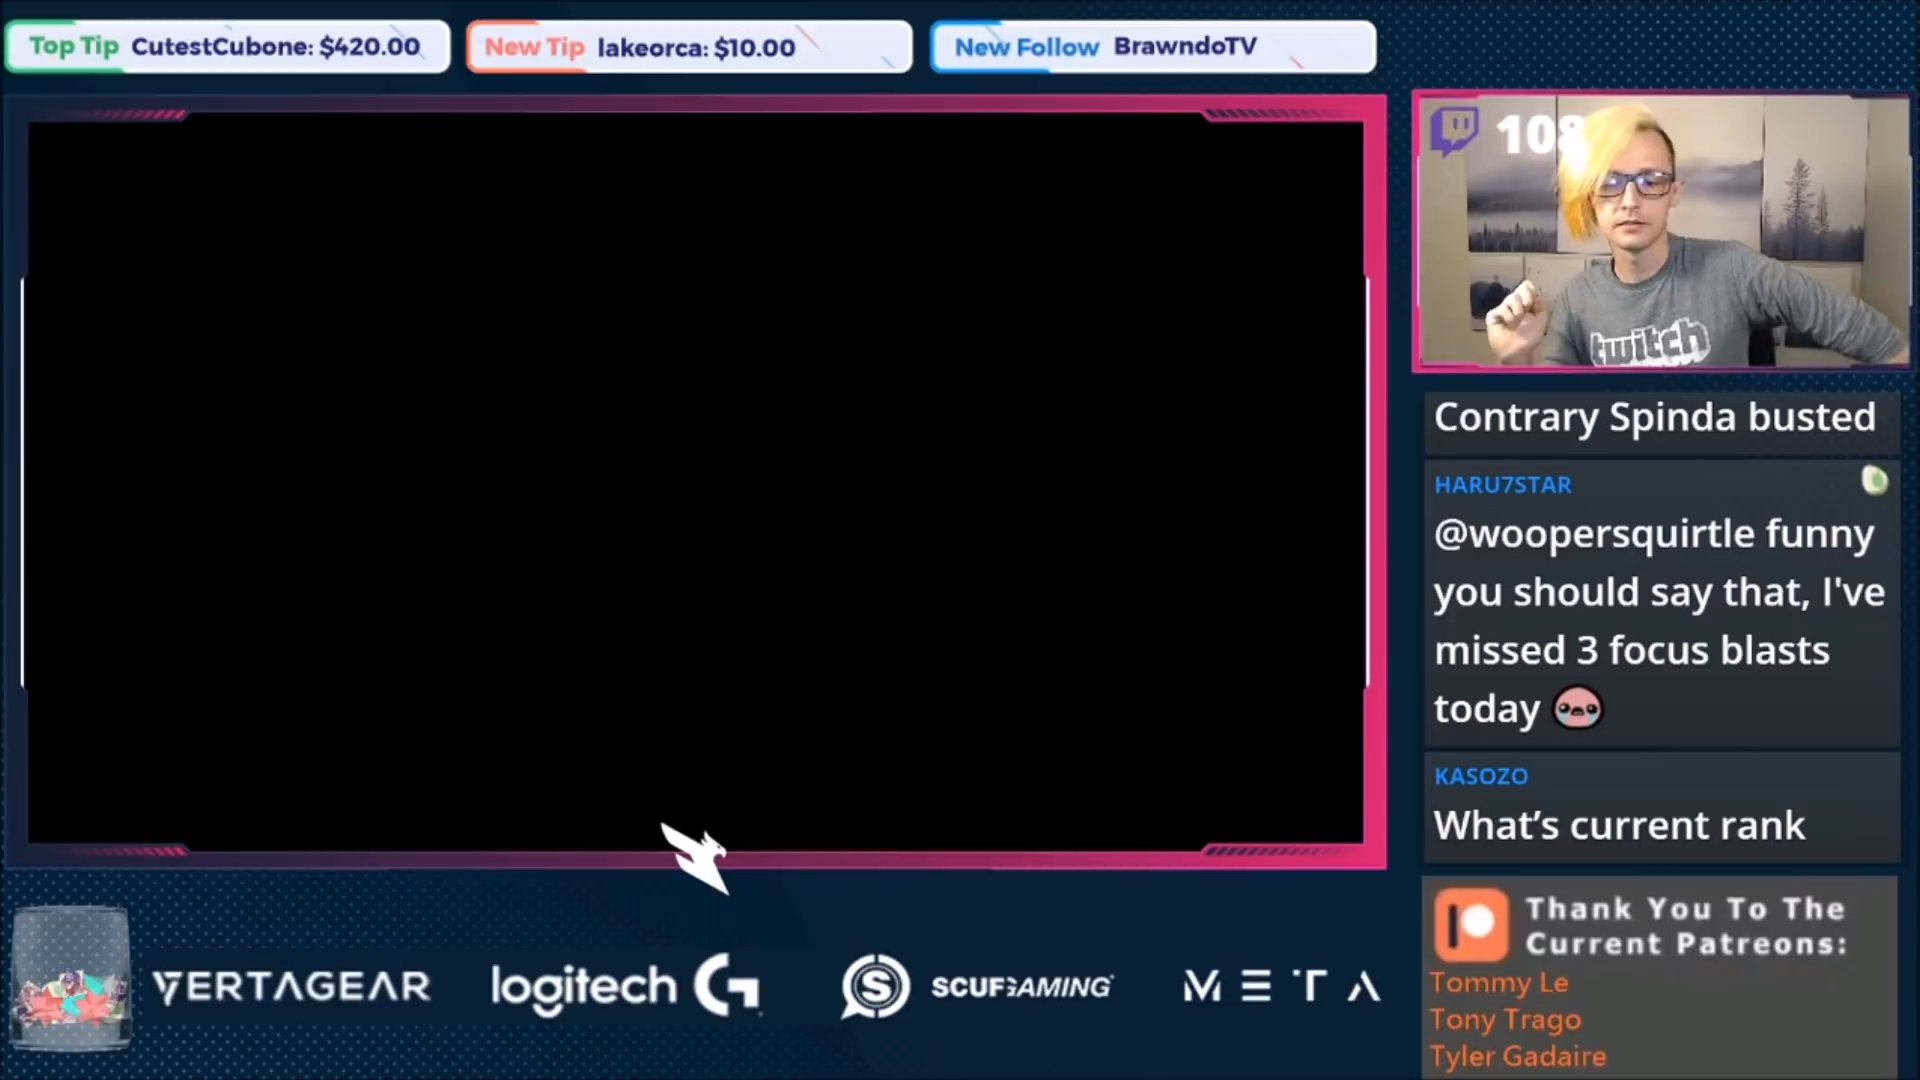 Top Tip CutestCubone: $420.00
New Tip lakeorca: $10.00
New Follow BrawndoTV
108
twitch
Contrary Spinda busted
HARU7STAR
@woopersquirtle funny
you should say that, I've
missed 3 focus blasts
today
KASOZO
What’s current rank
Thank You To The
Current Patreons:
Tommy Le
Tony Trago
Tyler Gadaire
VERTAGEAR
logitech G
S SCUFGAMING
META